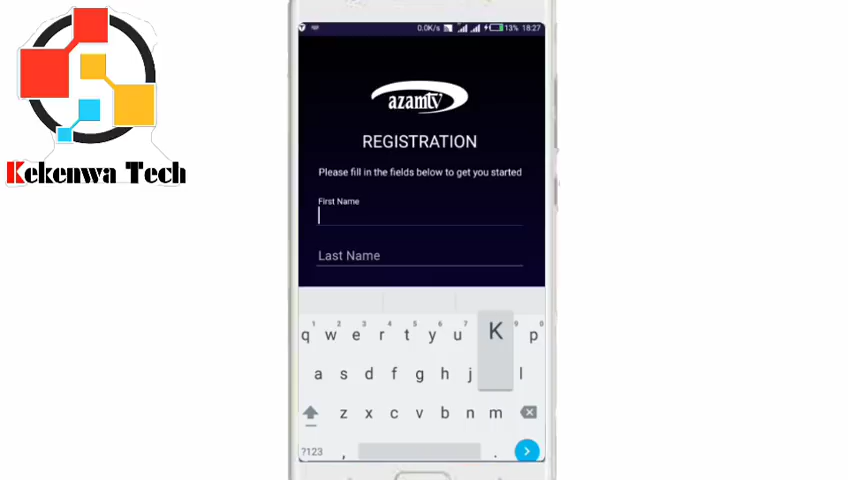 Kekenwa Tech
0.0K/s 13% 18:27
azamtv
REGISTRATION
Please fill in the fields below to get you started
First Name
Last Name
1 2 3 4 5 6 7 9 0
q w e r t y u K p
a s d f g h j l
z x c v b n m
?123 , .